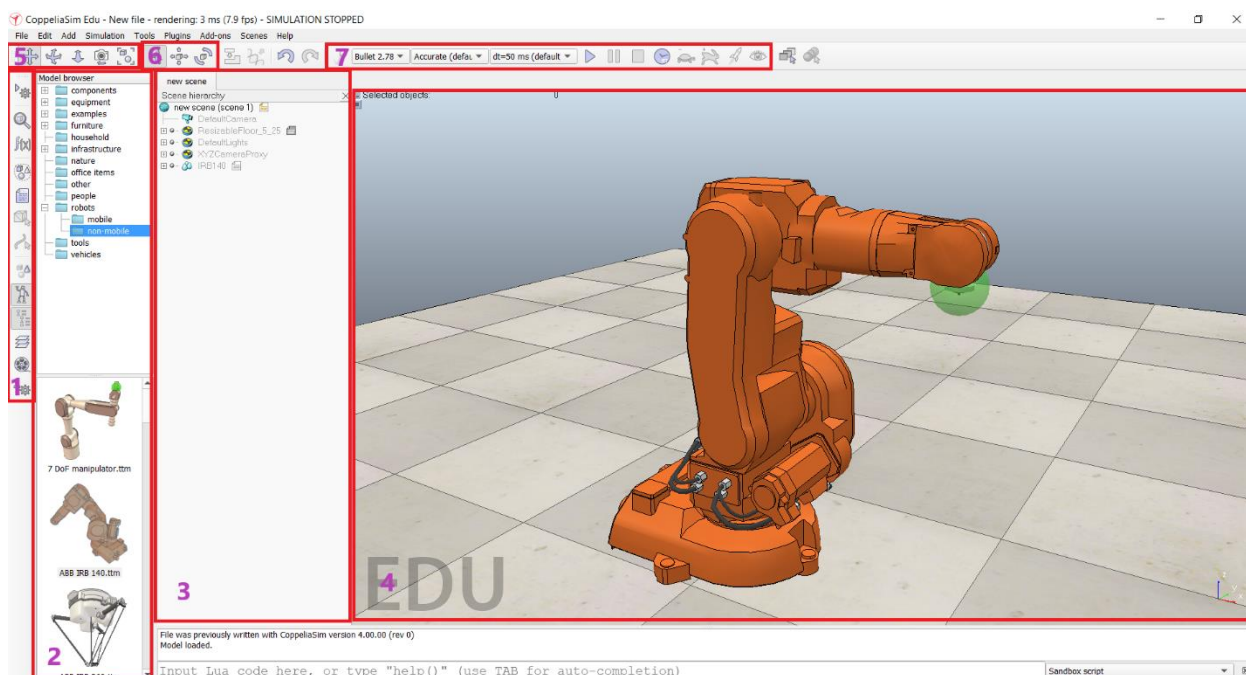 CoppeliaSim Edu - New file - rendering: 3 ms (7.9 fps) - SIMULATION STOPPED
File Edit Add Simulation Tools Plugins Add-ons Scenes Help
5 6 7 Bullet 2.78 Accurate (defau dt=50 ms (default
Model browser
components
equipment
examples
furniture
household
infrastructure
nature
office items
other
people
robots
mobile
non-mobile
tools
vehicles
1
7 DoF manipulator.ttm
ABB IRB 140.ttm
2
new scene
Scene hierarchy
new scene (scene 1)
DefaultCamera
ResizableFloor_5_25
DefaultLights
XYZCameraProxy
IRB140
3
Selected objects: 0
EDU
4
File was previously written with CoppeliaSim version 4.00.00 (rev 0)
Model loaded.
Input Lua code here, or type "help()" (use TAB for auto-completion)
Sandbox script